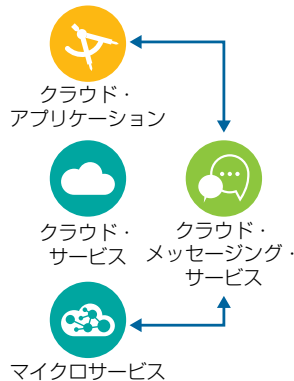 クラウド・
アプリケーション
クラウド・
サービス
クラウド・
メッセージング・
サービス
マイクロサービス